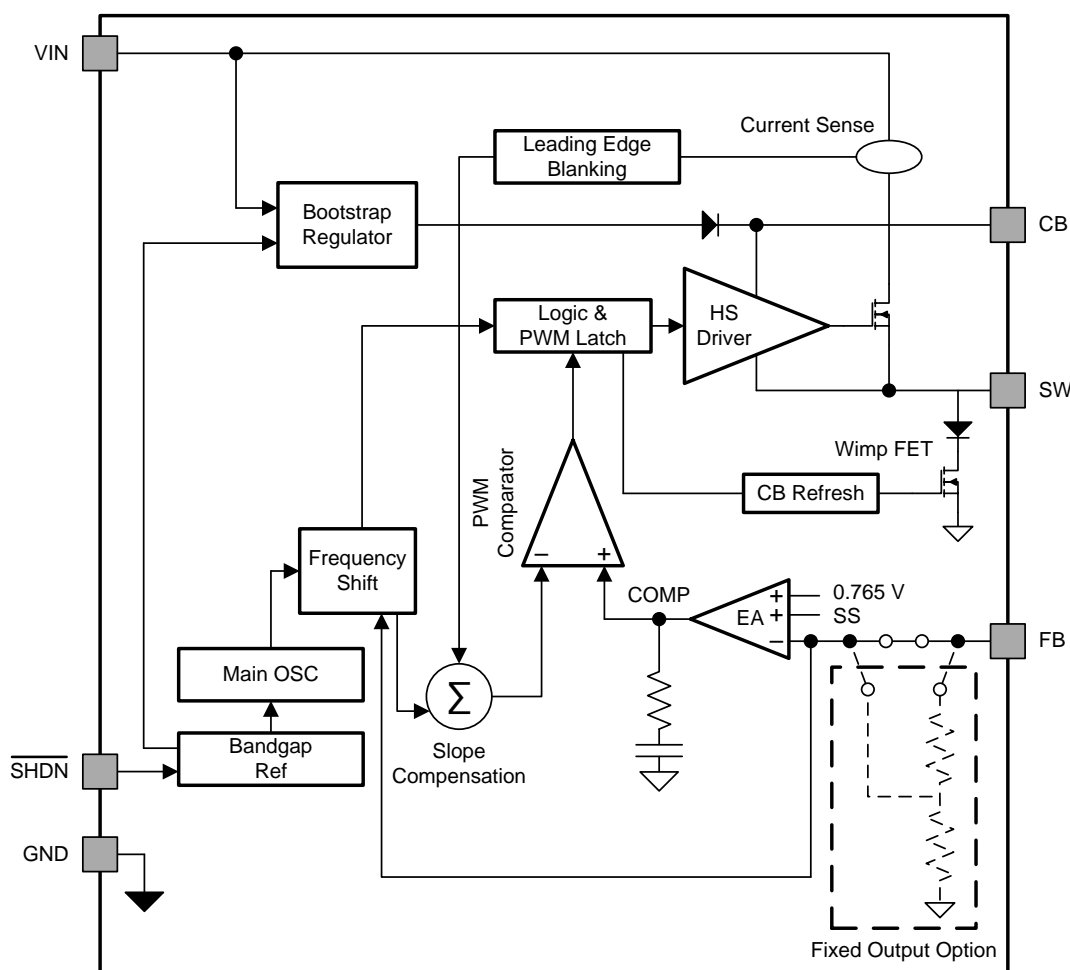 VIN
Current Sense
Leading Edge
Blanking
Bootstrap
Regulator
CB
Logic &
PWM Latch
HS
Driver
SW
Wimp FET
CB Refresh
PWM
Comparator
– +
Frequency
Shift
COMP
EA
+
+
–
0.765 V
SS
FB
Main OSC
Σ
Slope
Compensation
Bandgap
Ref
SHDN
GND
Fixed Output Option